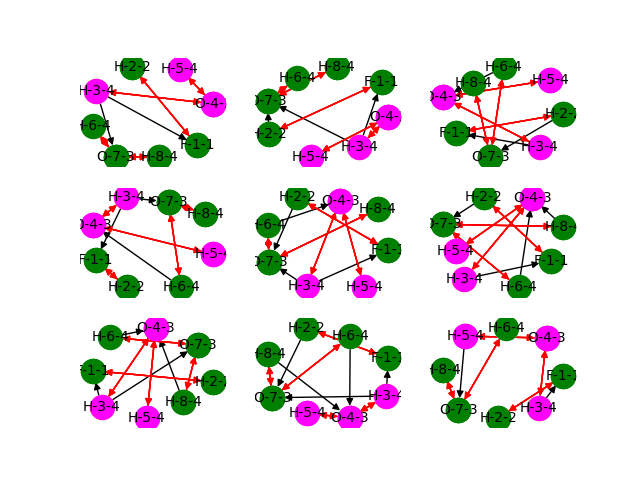 H-2-2 H-5-4 H-3-4 O-4-3 H-6-4 F-1-1 O-7-3 H-8-4
H-8-4 H-6-4 F-1-1 O-7-3 O-4-3 H-2-2 H-3-4 H-5-4
H-6-4 H-5-4 H-8-4 O-4-3 H-2-2 F-1-1 H-3-4 O-7-3
H-3-4 O-7-3 H-8-4 O-4-3 H-5-4 F-1-1 H-2-2 H-6-4
H-2-2 O-4-3 H-8-4 H-6-4 F-1-1 O-7-3 H-3-4 H-5-4
H-2-2 O-4-3 O-7-3 H-8-4 H-5-4 F-1-1 H-3-4 H-6-4
O-4-3 H-6-4 O-7-3 F-1-1 H-2-2 H-3-4 H-8-4 H-5-4
H-2-2 H-6-4 H-8-4 F-1-1 O-7-3 H-3-4 H-5-4 O-4-3
H-6-4 H-5-4 O-4-3 H-8-4 F-1-1 O-7-3 H-3-4 H-2-2